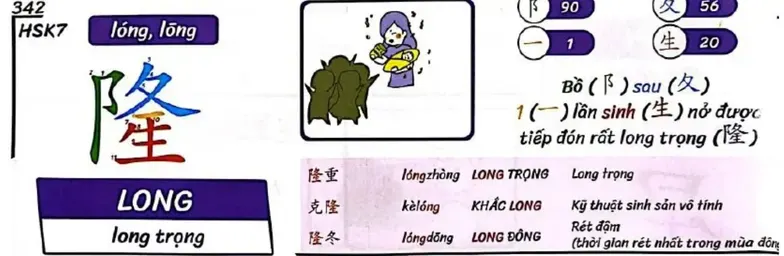 342
HSK7
lóng, lōng
隆
LONG
long trọng
阝 90
夂 56
一 1
生 20
Bồ (阝) sau (夂)
1 (一) lần sinh (生) nở được
tiếp đón rất long trọng (隆)
隆重 lóngzhòng LONG TRỌNG Long trọng
克隆 kèlóng KHẮC LONG Kỹ thuật sinh sản vô tính
隆冬 lóngdōng LONG ĐÔNG Rét đậm
(thời gian rét nhất trong mùa đông